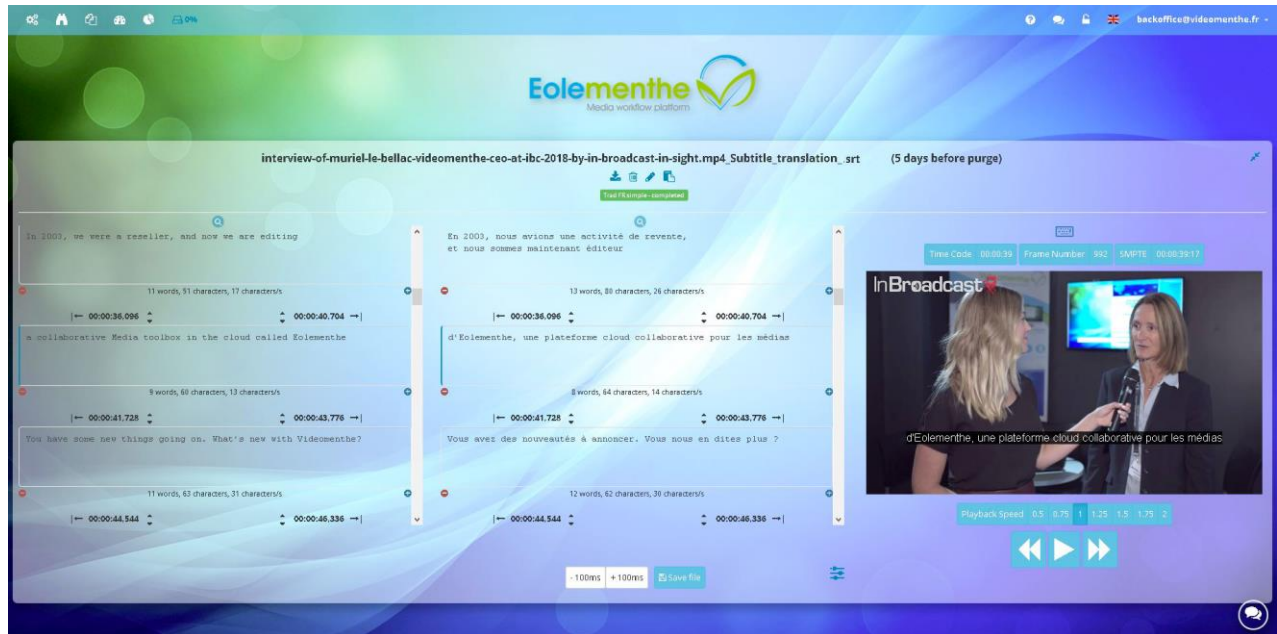 0%
backoffice@videomenthe.fr
Eolementhe
Media workflow platform
interview-of-muriel-le-bellac-videomenthe-ceo-at-ibc-2018-by-in-broadcast-in-sight.mp4_Subtitle_translation_.srt (5 days before purge)
Trad FR simple - completed
In 2003, we were a reseller, and now we are editing
11 words, 51 characters, 17 characters/s
00:00:36.096 00:00:40.704
a collaborative Media toolbox in the cloud called Eolementhe
9 words, 60 characters, 13 characters/s
00:00:41.728 00:00:43.776
You have some new things going on. What's new with Videomenthe?
11 words, 63 characters, 31 characters/s
00:00:44.544 00:00:46.336
En 2003, nous avions une activité de revente,
et nous sommes maintenant éditeur
13 words, 80 characters, 26 characters/s
00:00:36.096 00:00:40.704
d'Eolementhe, une plateforme cloud collaborative pour les médias
8 words, 64 characters, 14 characters/s
00:00:41.728 00:00:43.776
Vous avez des nouveautés à annoncer. Vous nous en dites plus ?
12 words, 62 characters, 30 characters/s
00:00:44.544 00:00:46.336
- 100ms + 100ms Save file
Time Code 00:00:39 Frame Number 992 SMPTE 00:00:39:17
InBroadcast
d'Eolementhe, une plateforme cloud collaborative pour les médias
Playback Speed 0.5 0.75 1 1.25 1.5 1.75 2